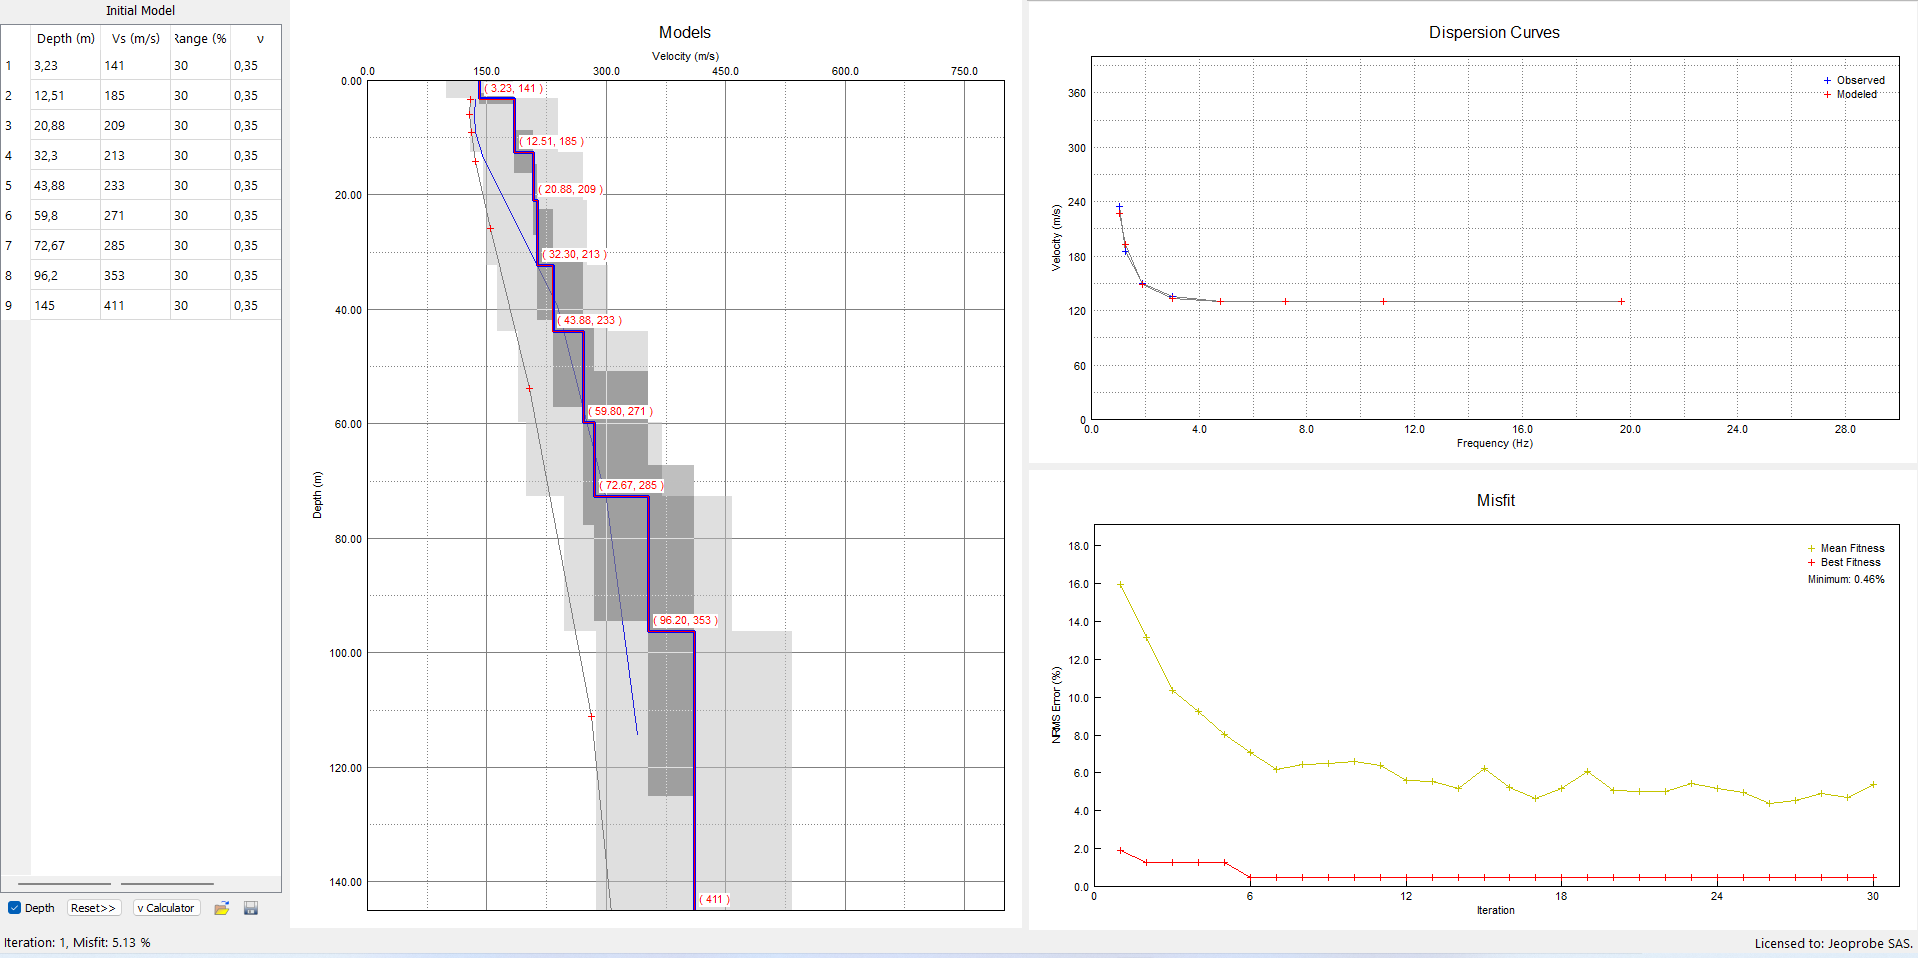 Initial Model
Depth (m) Vs (m/s) Range (% ν
1 3,23 141 30 0,35
2 12,51 185 30 0,35
3 20,88 209 30 0,35
4 32,3 213 30 0,35
5 43,88 233 30 0,35
6 59,8 271 30 0,35
7 72,67 285 30 0,35
8 96,2 353 30 0,35
9 145 411 30 0,35
Depth Reset>> v Calculator
Iteration: 1, Misfit: 5.13 %
Models
Velocity (m/s)
0.0 150.0 300.0 450.0 600.0 750.0
0.00
20.00
40.00
60.00
80.00
100.00
120.00
140.00
Depth (m)
( 3.23, 141 )
( 12.51, 185 )
( 20.88, 209 )
( 32.30, 213 )
( 43.88, 233 )
( 59.80, 271 )
( 72.67, 285 )
( 96.20, 353 )
( 411 )
Dispersion Curves
Observed
Modeled
360
300
240
180
120
60
0
Velocity (m/s)
0.0 4.0 8.0 12.0 16.0 20.0 24.0 28.0
Frequency (Hz)
Misfit
Mean Fitness
Best Fitness
Minimum: 0.46%
18.0
16.0
14.0
12.0
10.0
8.0
6.0
4.0
2.0
0.0
NRMS Error (%)
0 6 12 18 24 30
Iteration
Licensed to: Jeoprobe SAS.